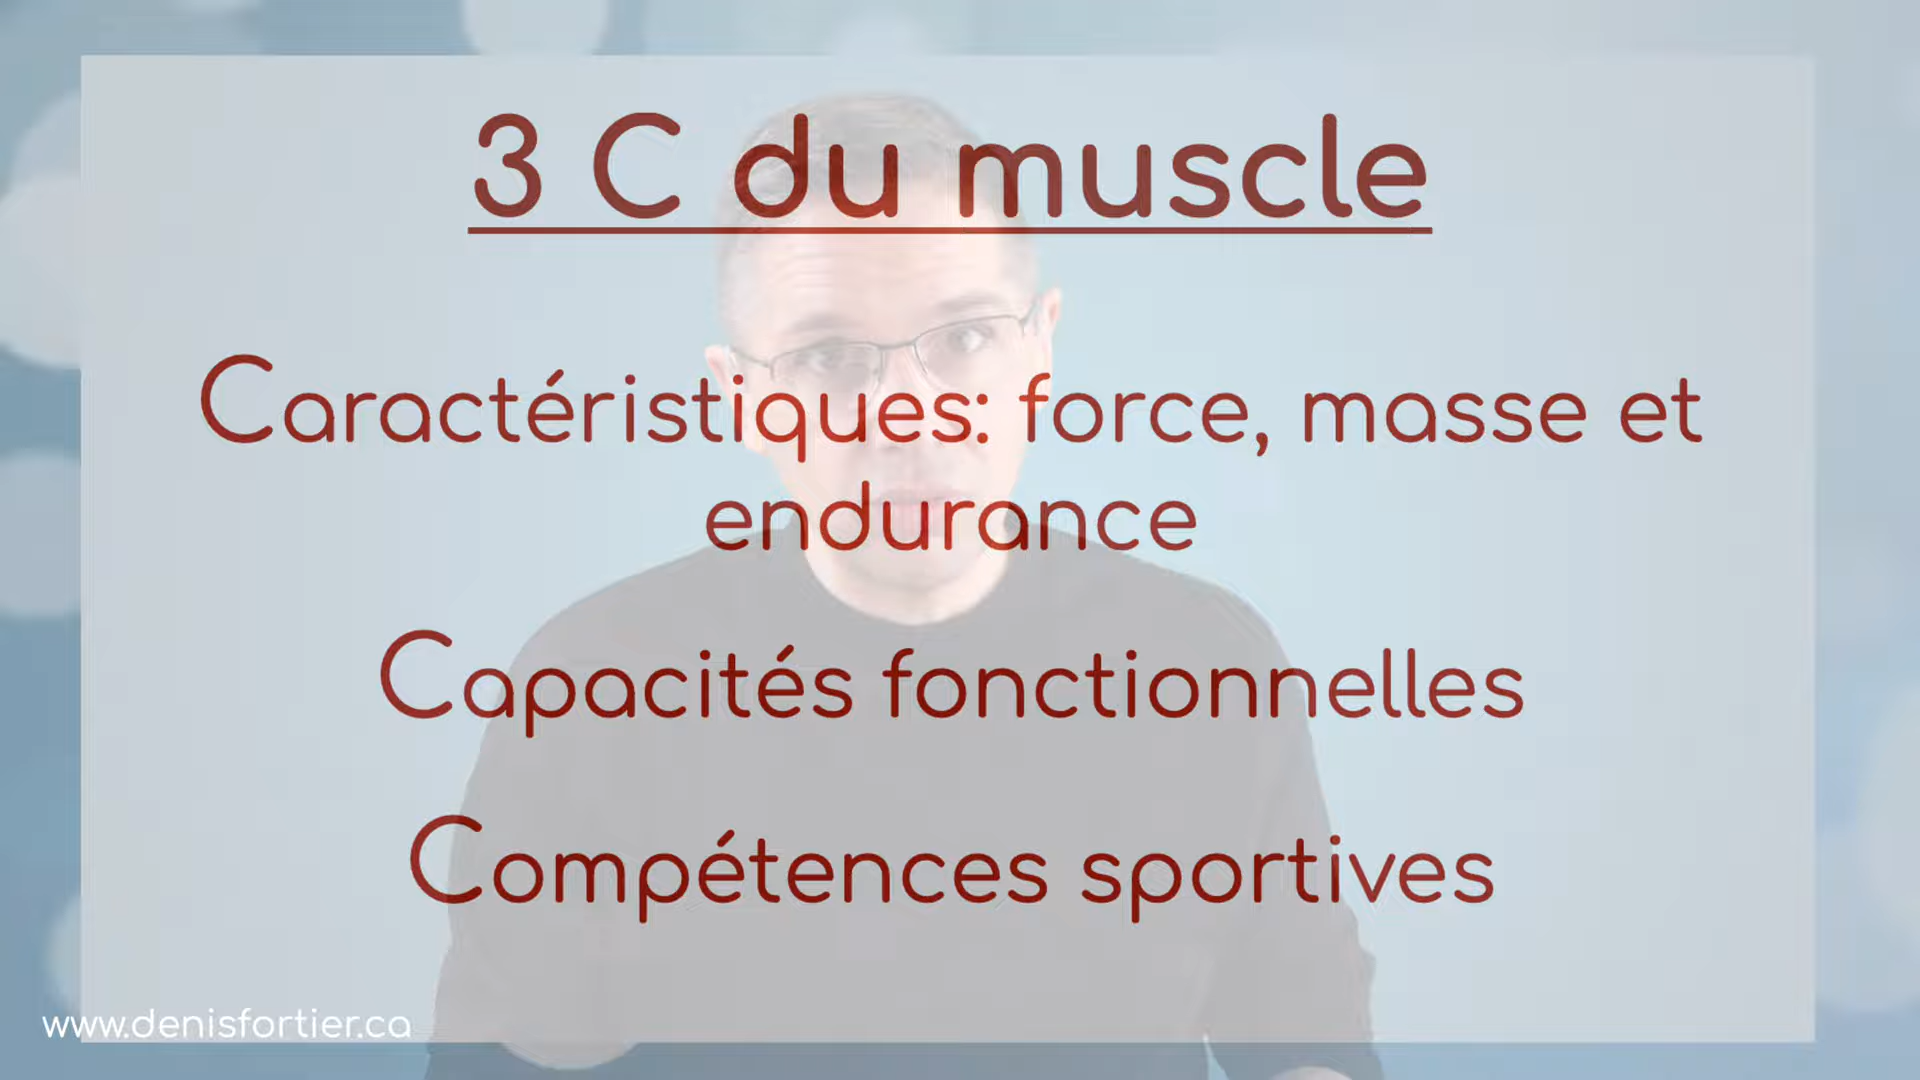 3 C du muscle
Caractéristiques: force, masse et
endurance
Capacités fonctionnelles
Compétences sportives
www.denisfortier.ca